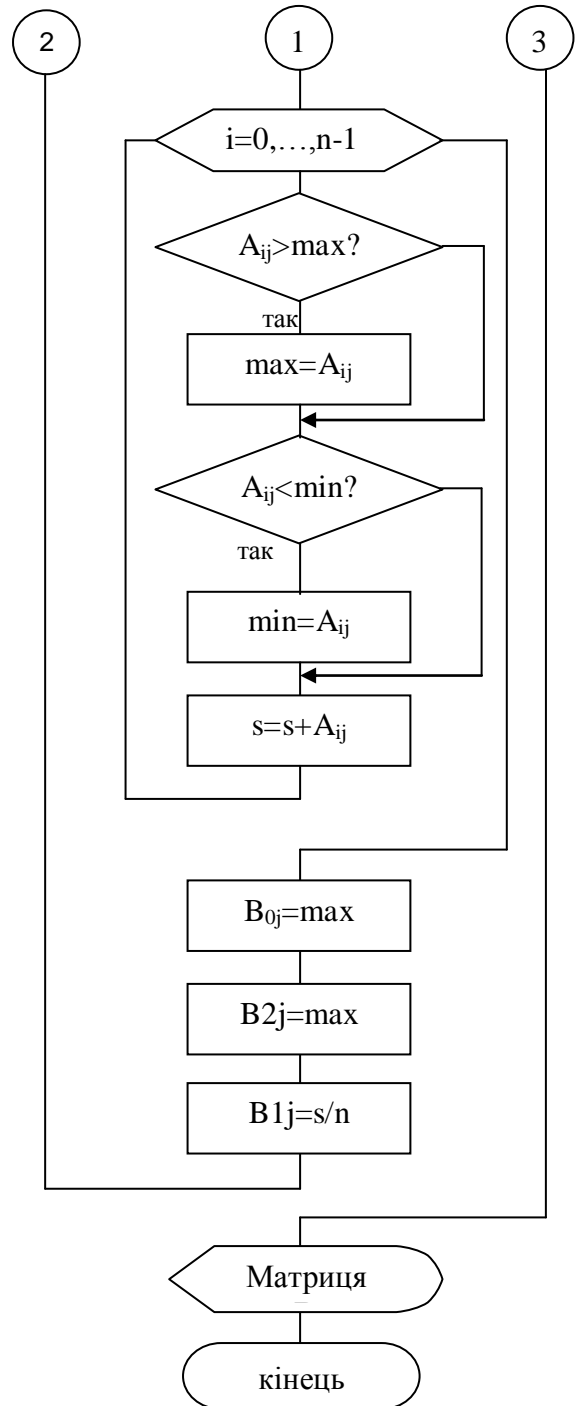 2 1 3
i=0,…,n-1
Aij>max?
так
max=Aij
Aij<min?
так
min=Aij
s=s+Aij
B0j=max
B2j=max
B1j=s/n
Матриця
кінець